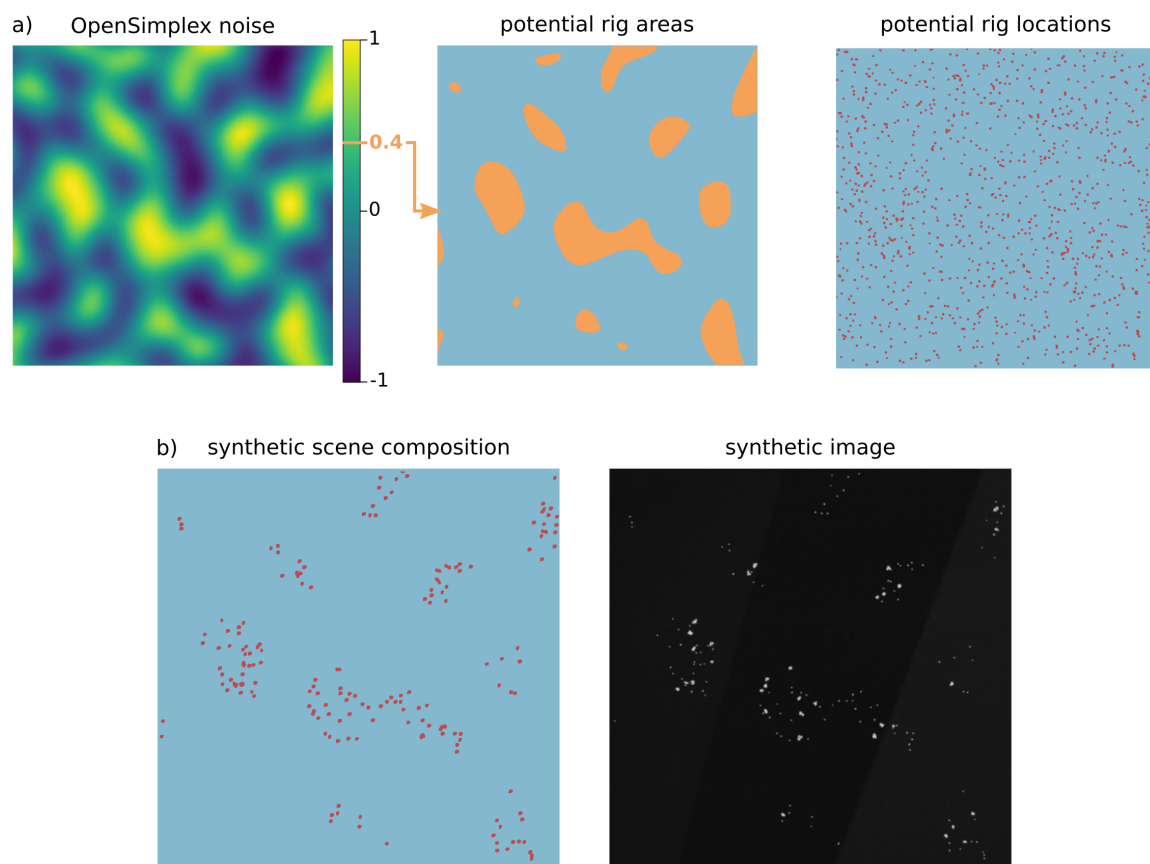 a) OpenSimplex noise potential rig areas potential rig locations
1
0.4
0
-1
b) synthetic scene composition synthetic image